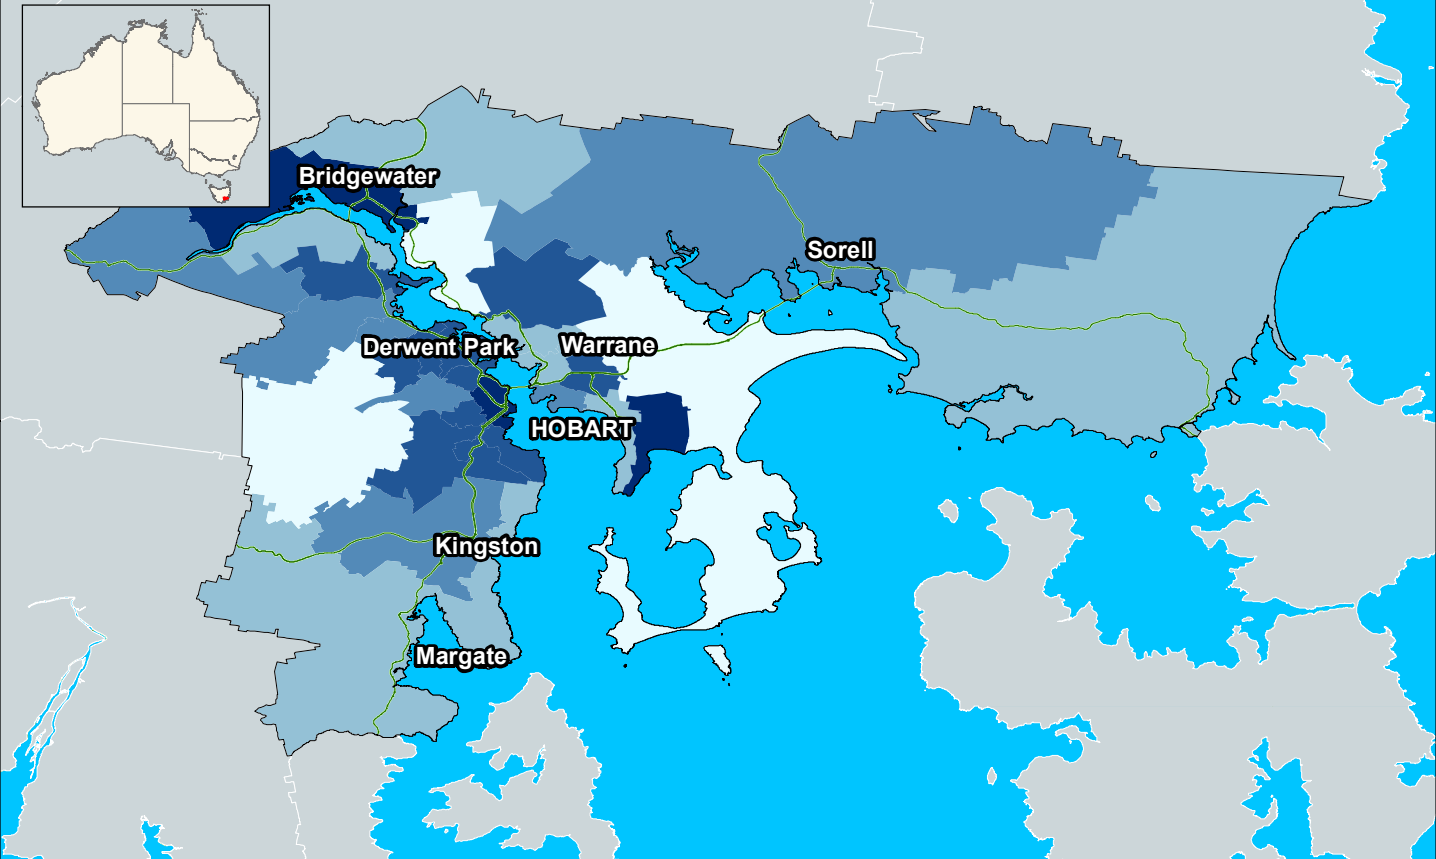 Bridgewater
Sorell
Derwent Park
Warrane
HOBART
Kingston
Margate